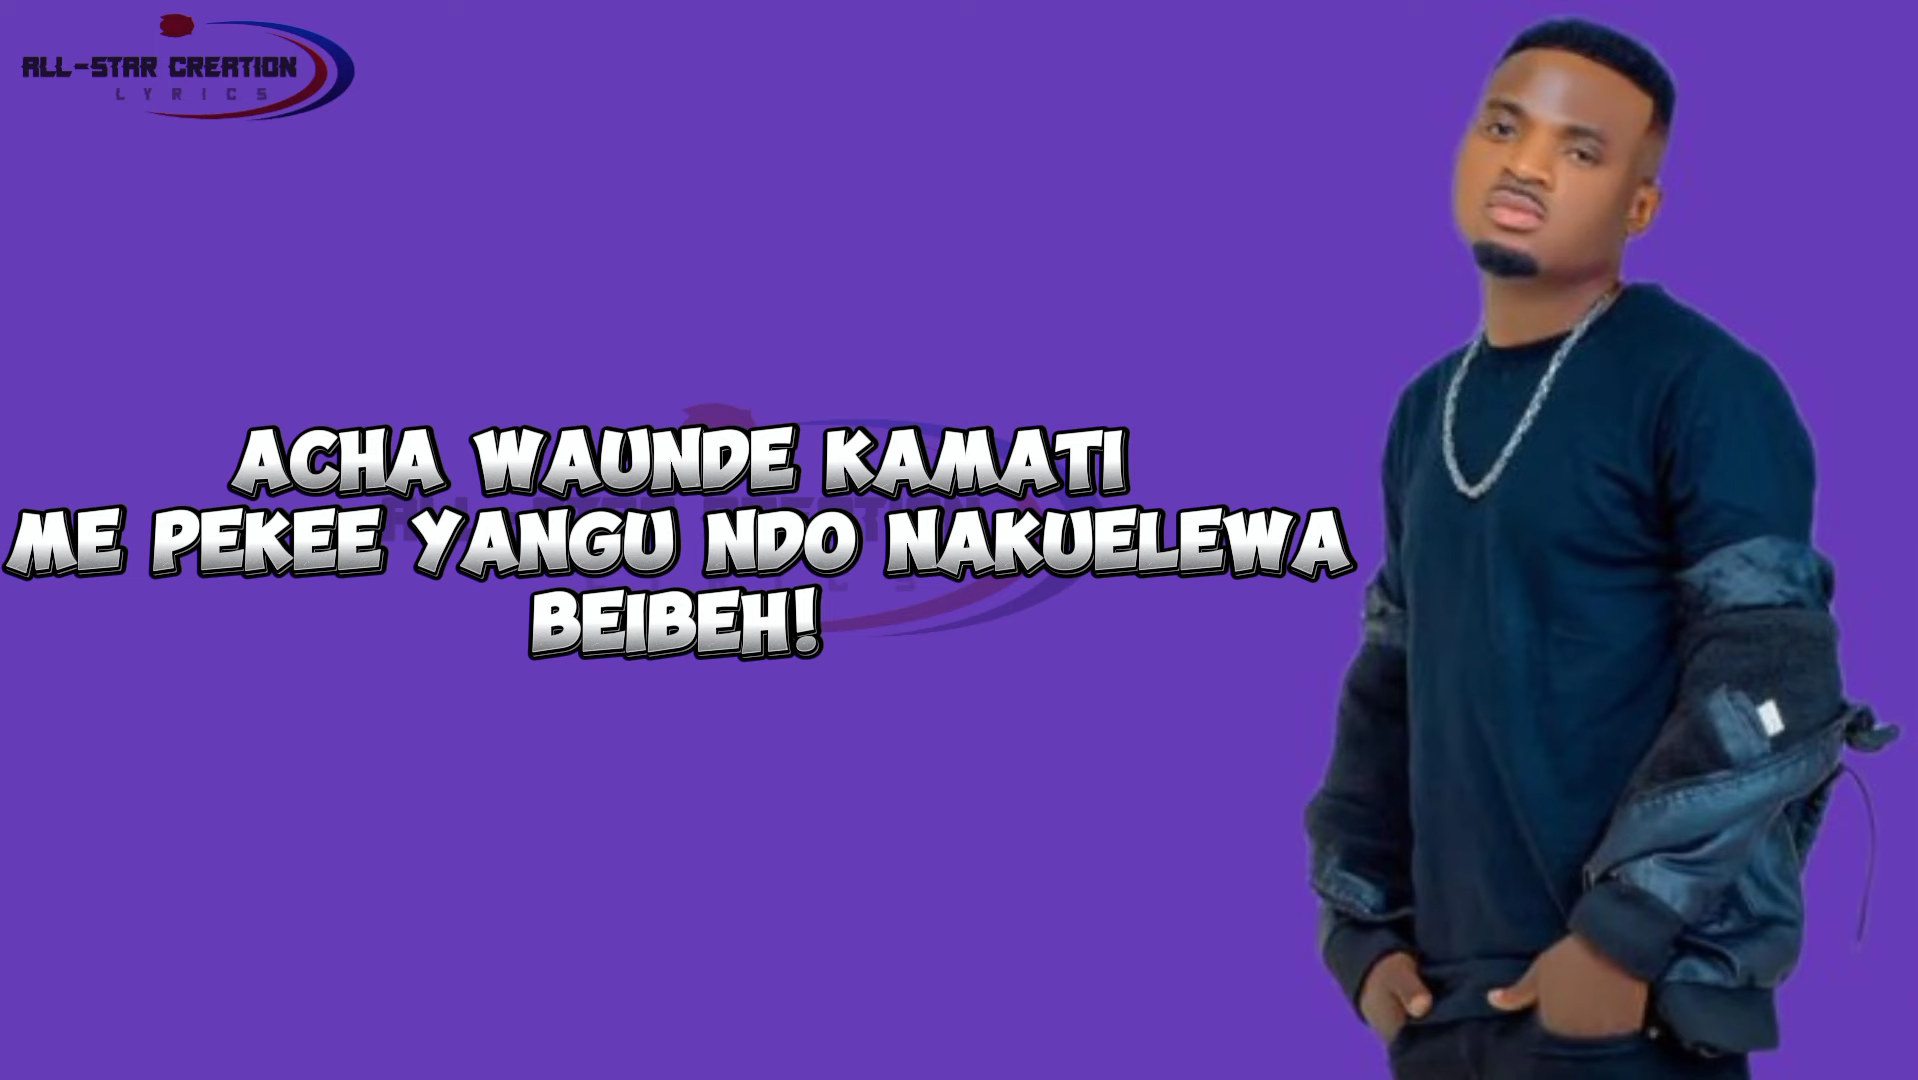 ALL-STAR CREATION
LYRICS
ACHA WAUNDE KAMATI
ME PEKEE YANGU NDO NAKUELEWA
BEIBEH!